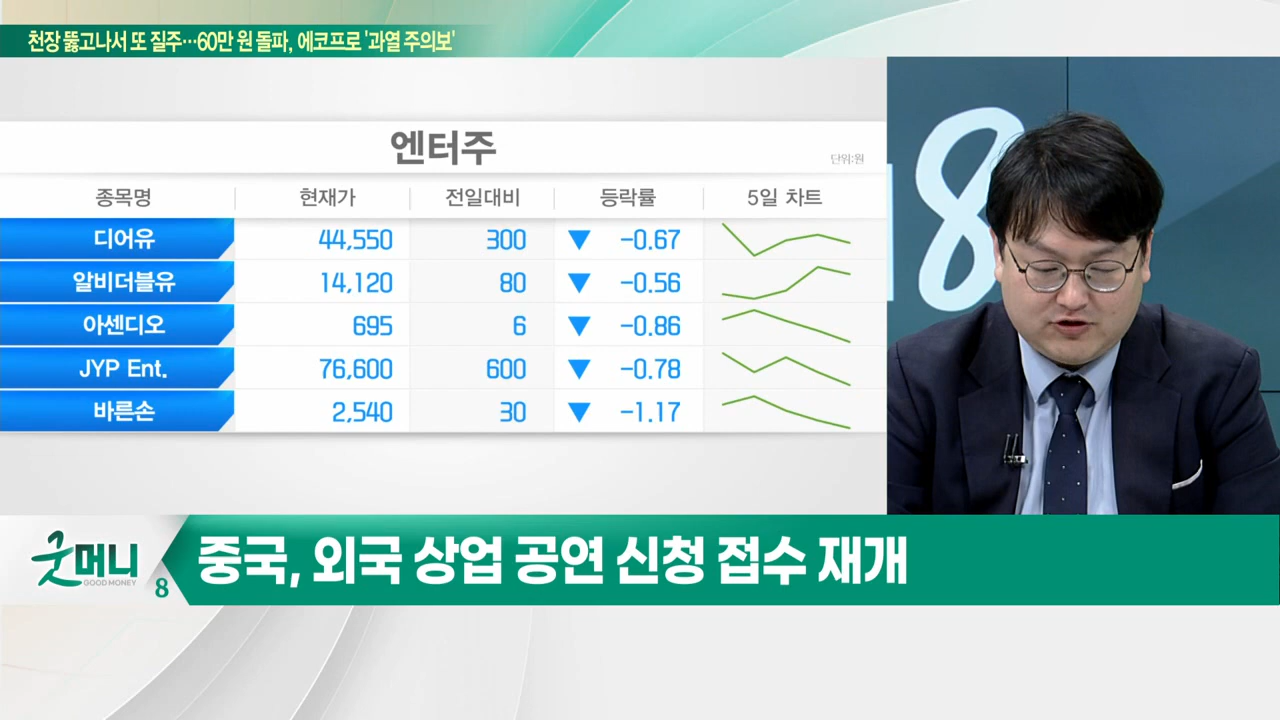 천장 뚫고나서 또 질주…60만 원 돌파, 에코프로 '과열 주의보'
엔터주
단위:원
종목명 현재가 전일대비 등락률 5일 차트
디어유 44,550 300 ▼ -0.67
알비더블유 14,120 80 ▼ -0.56
아센디오 695 6 ▼ -0.86
JYP Ent. 76,600 600 ▼ -0.78
바른손 2,540 30 ▼ -1.17
8
굿머니
GOOD MONEY
8
중국, 외국 상업 공연 신청 접수 재개